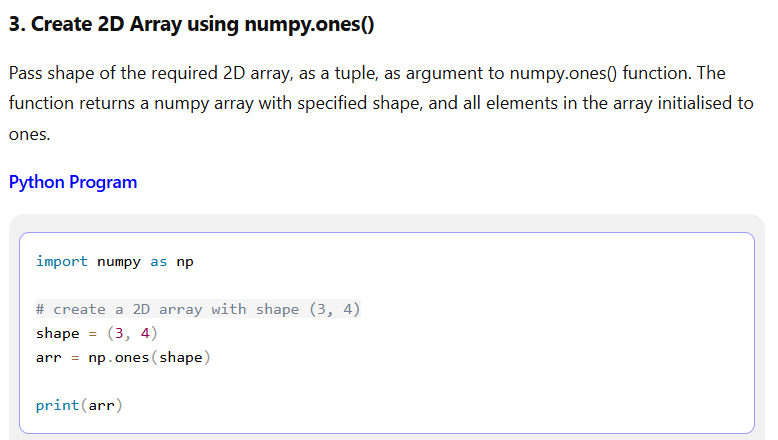 3. Create 2D Array using numpy.ones()
Pass shape of the required 2D array, as a tuple, as argument to numpy.ones() function. The
function returns a numpy array with specified shape, and all elements in the array initialised to
ones.
Python Program
import numpy as np
# create a 2D array with shape (3, 4)
shape = (3, 4)
arr = np.ones(shape)
print(arr)